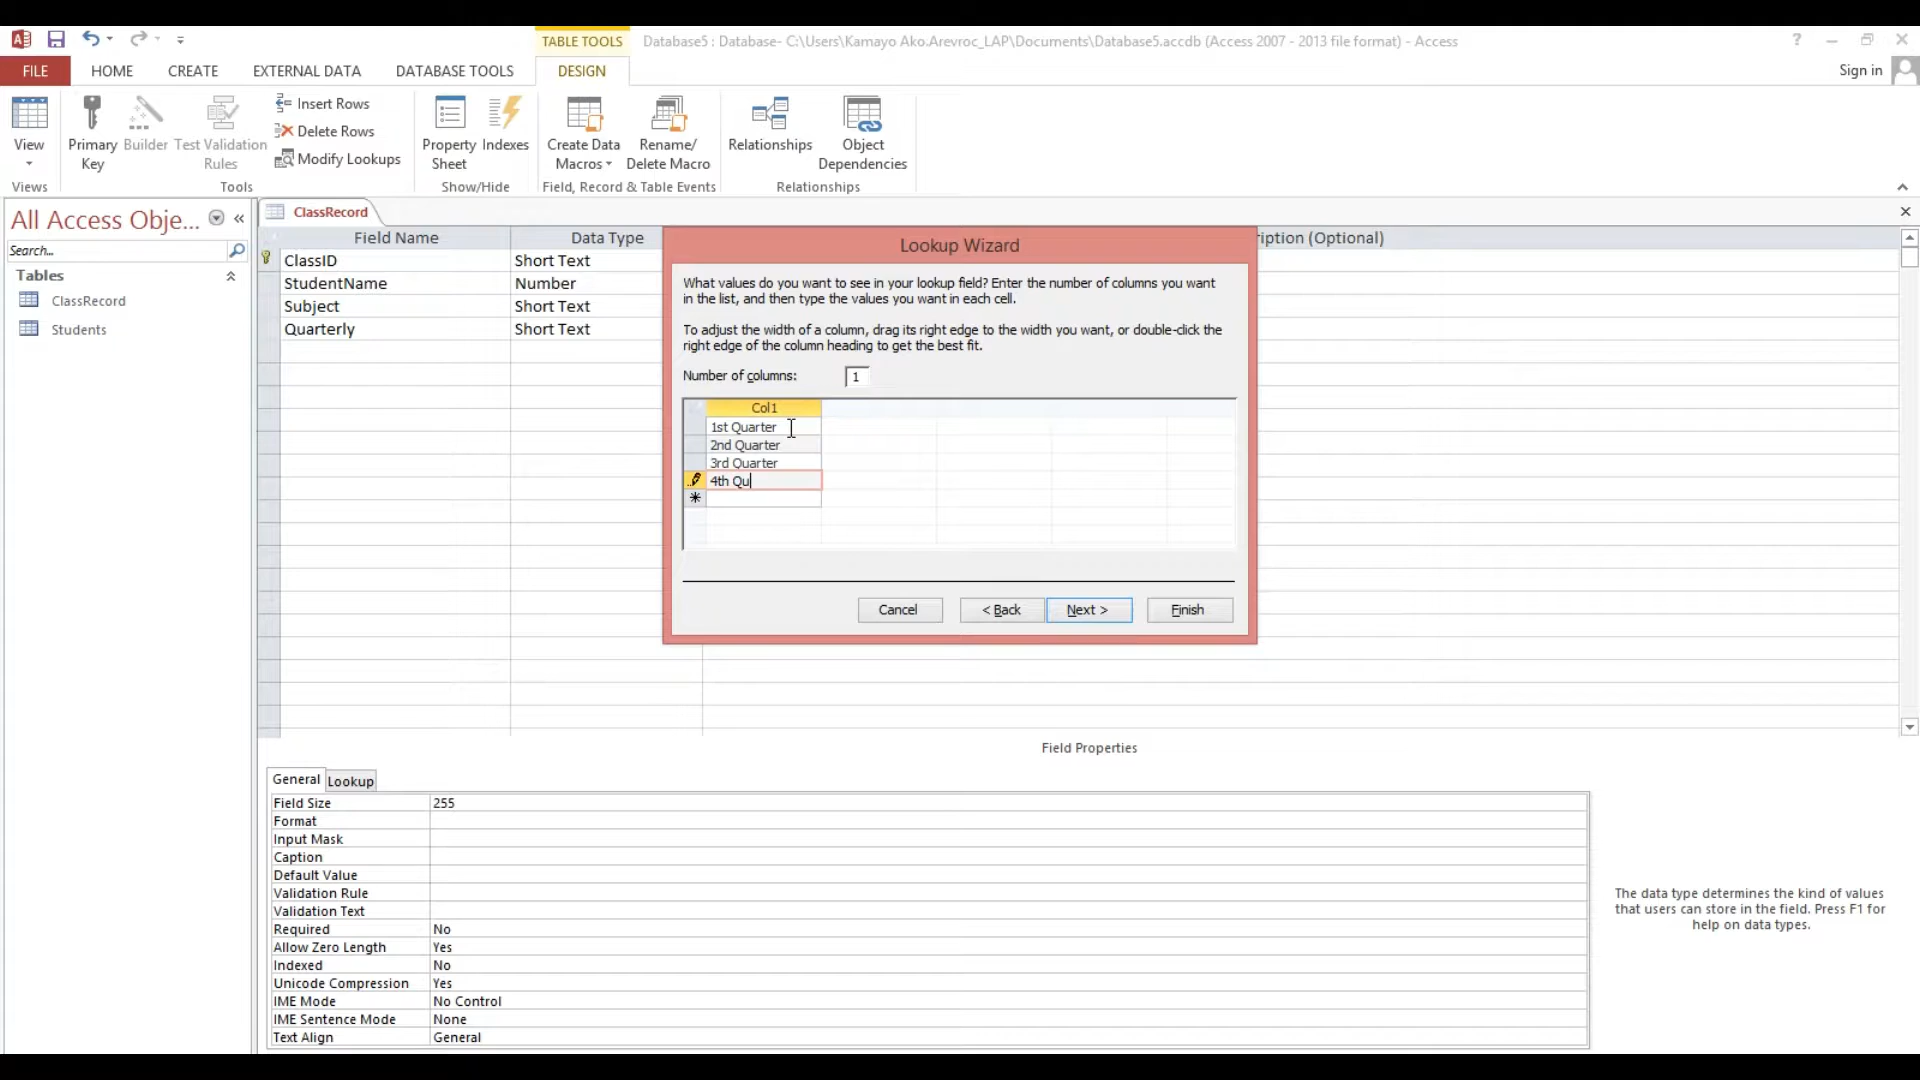 TABLE TOOLS
Database5 : Database- C:\Users\Kamayo Ako.Arevroc_LAP\Documents\Database5.accdb (Access 2007 - 2013 file format) - Access
?
FILE HOME CREATE EXTERNAL DATA DATABASE TOOLS DESIGN
Sign in
View
Primary Key
Builder
Test Validation Rules
Insert Rows
Delete Rows
Modify Lookups
Property Sheet
Indexes
Create Data Macros
Rename/ Delete Macro
Relationships
Object Dependencies
Views
Tools
Show/Hide
Field, Record & Table Events
Relationships
All Access Obje...
«
Search...
Tables
ClassRecord
Students
ClassRecord
Field Name Data Type iption (Optional)
ClassID Short Text
StudentName Number
Subject Short Text
Quarterly Short Text
Lookup Wizard
What values do you want to see in your lookup field? Enter the number of columns you want
in the list, and then type the values you want in each cell.
To adjust the width of a column, drag its right edge to the width you want, or double-click the
right edge of the column heading to get the best fit.
Number of columns: 1
Col1
1st Quarter
2nd Quarter
3rd Quarter
4th Qu
Cancel < Back Next > Finish
Field Properties
General Lookup
Field Size 255
Format
Input Mask
Caption
Default Value
Validation Rule
Validation Text
Required No
Allow Zero Length Yes
Indexed No
Unicode Compression Yes
IME Mode No Control
IME Sentence Mode None
Text Align General
The data type determines the kind of values
that users can store in the field. Press F1 for
help on data types.